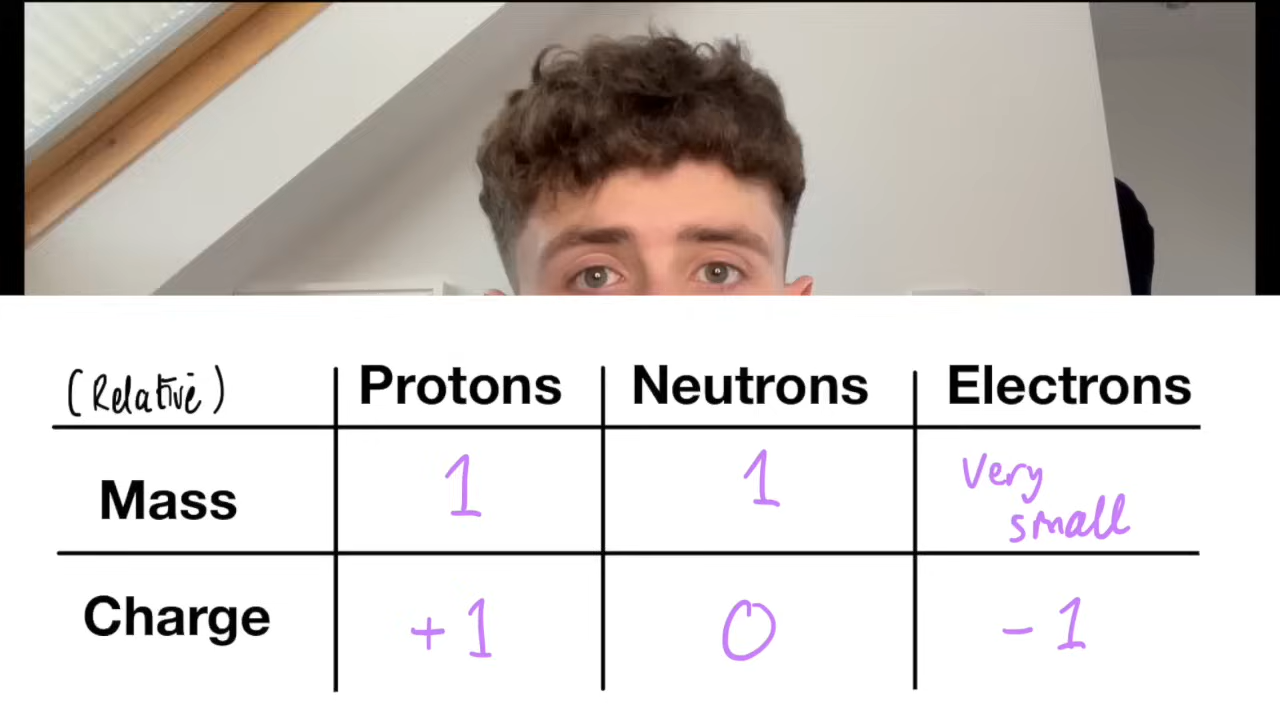 (Relative) Protons Neutrons Electrons
Mass 1 1 Very small
Charge +1 0 -1